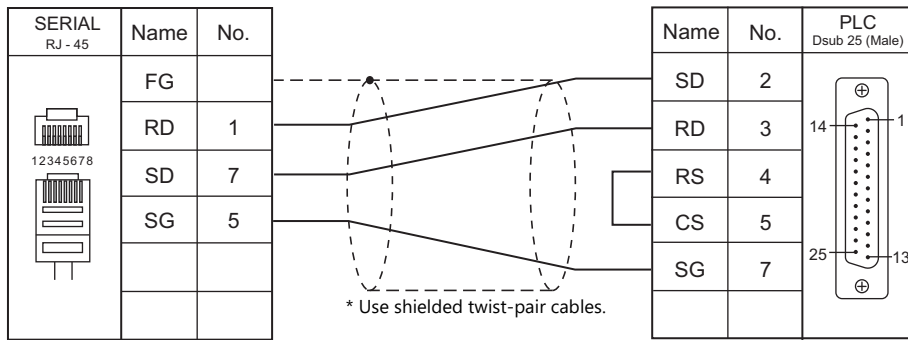 SERIAL Name No. Name No. PLC
RJ - 45 Dsub 25 (Male)
FG SD 2
RD 1 RD 3 14 1
12345678
SD 7 RS 4
SG 5 CS 5
SG 7 25 13
* Use shielded twist-pair cables.